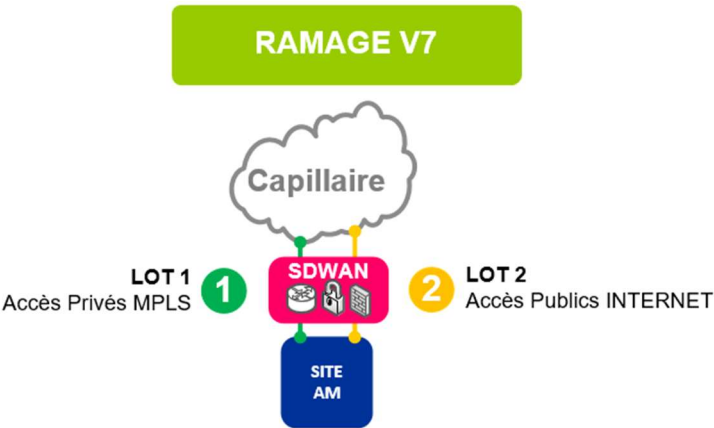 RAMAGE V7
Capillaire
LOT 1
Accès Privés MPLS
1
SDWAN
2
LOT 2
Accès Publics INTERNET
SITE
AM